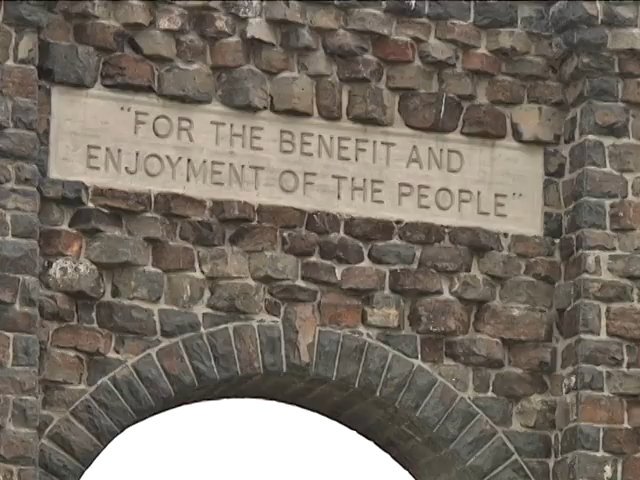 “FOR THE BENEFIT AND
ENJOYMENT OF THE PEOPLE”